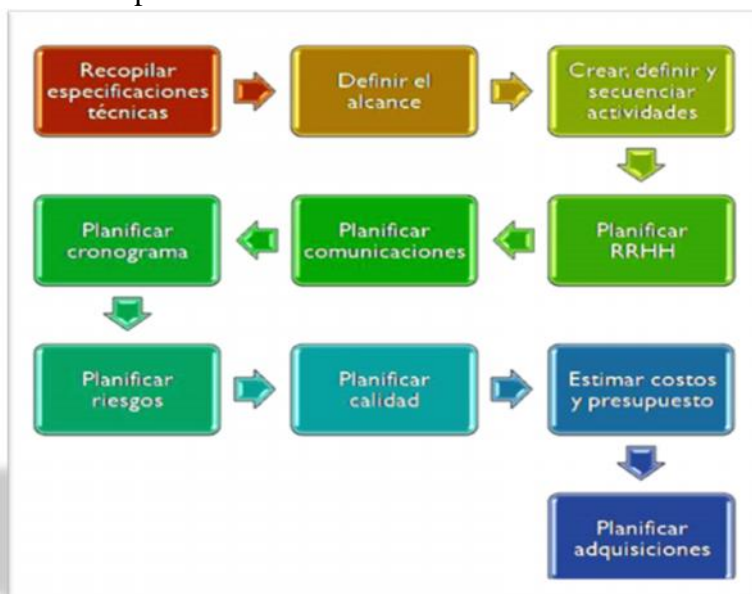 Recopilar
especificaciones
técnicas
Definir el
alcance
Crear, definir y
secuenciar
actividades
Planificar
RRHH
Planificar
comunicaciones
Planificar
cronograma
Planificar
riesgos
Planificar
calidad
Estimar costos
y presupuesto
Planificar
adquisiciones